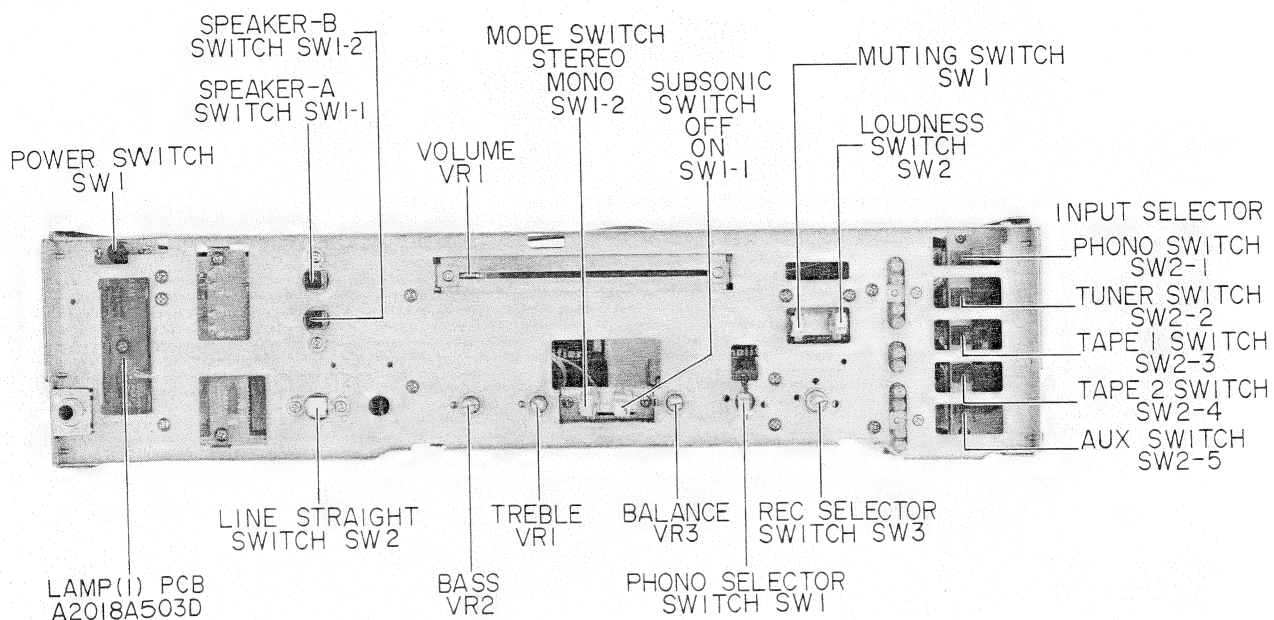 SPEAKER-B
SWITCH SW1-2
SPEAKER-A
SWITCH SW1-1
POWER SWITCH
SW1
VOLUME
VR1
MODE SWITCH
STEREO
MONO
SW1-2
SUBSONIC
SWITCH
OFF
ON
SW1-1
MUTING SWITCH
SW1
LOUDNESS
SWITCH
SW2
INPUT SELECTOR
PHONO SWITCH
SW2-1
TUNER SWITCH
SW2-2
TAPE 1 SWITCH
SW2-3
TAPE 2 SWITCH
SW2-4
AUX SWITCH
SW2-5
LAMP(1) PCB
A2018A503D
LINE STRAIGHT
SWITCH SW2
BASS
VR2
TREBLE
VR1
BALANCE
VR3
PHONO SELECTOR
SWITCH SW1
REC SELECTOR
SWITCH SW3